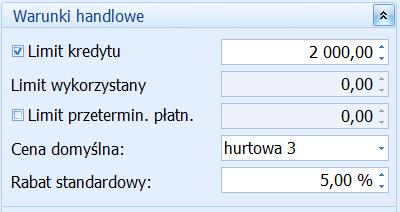 Warunki handlowe
Limit kredytu 2 000,00
Limit wykorzystany 0,00
Limit przetermin. płatn. 0,00
Cena domyślna: hurtowa 3
Rabat standardowy: 5,00 %